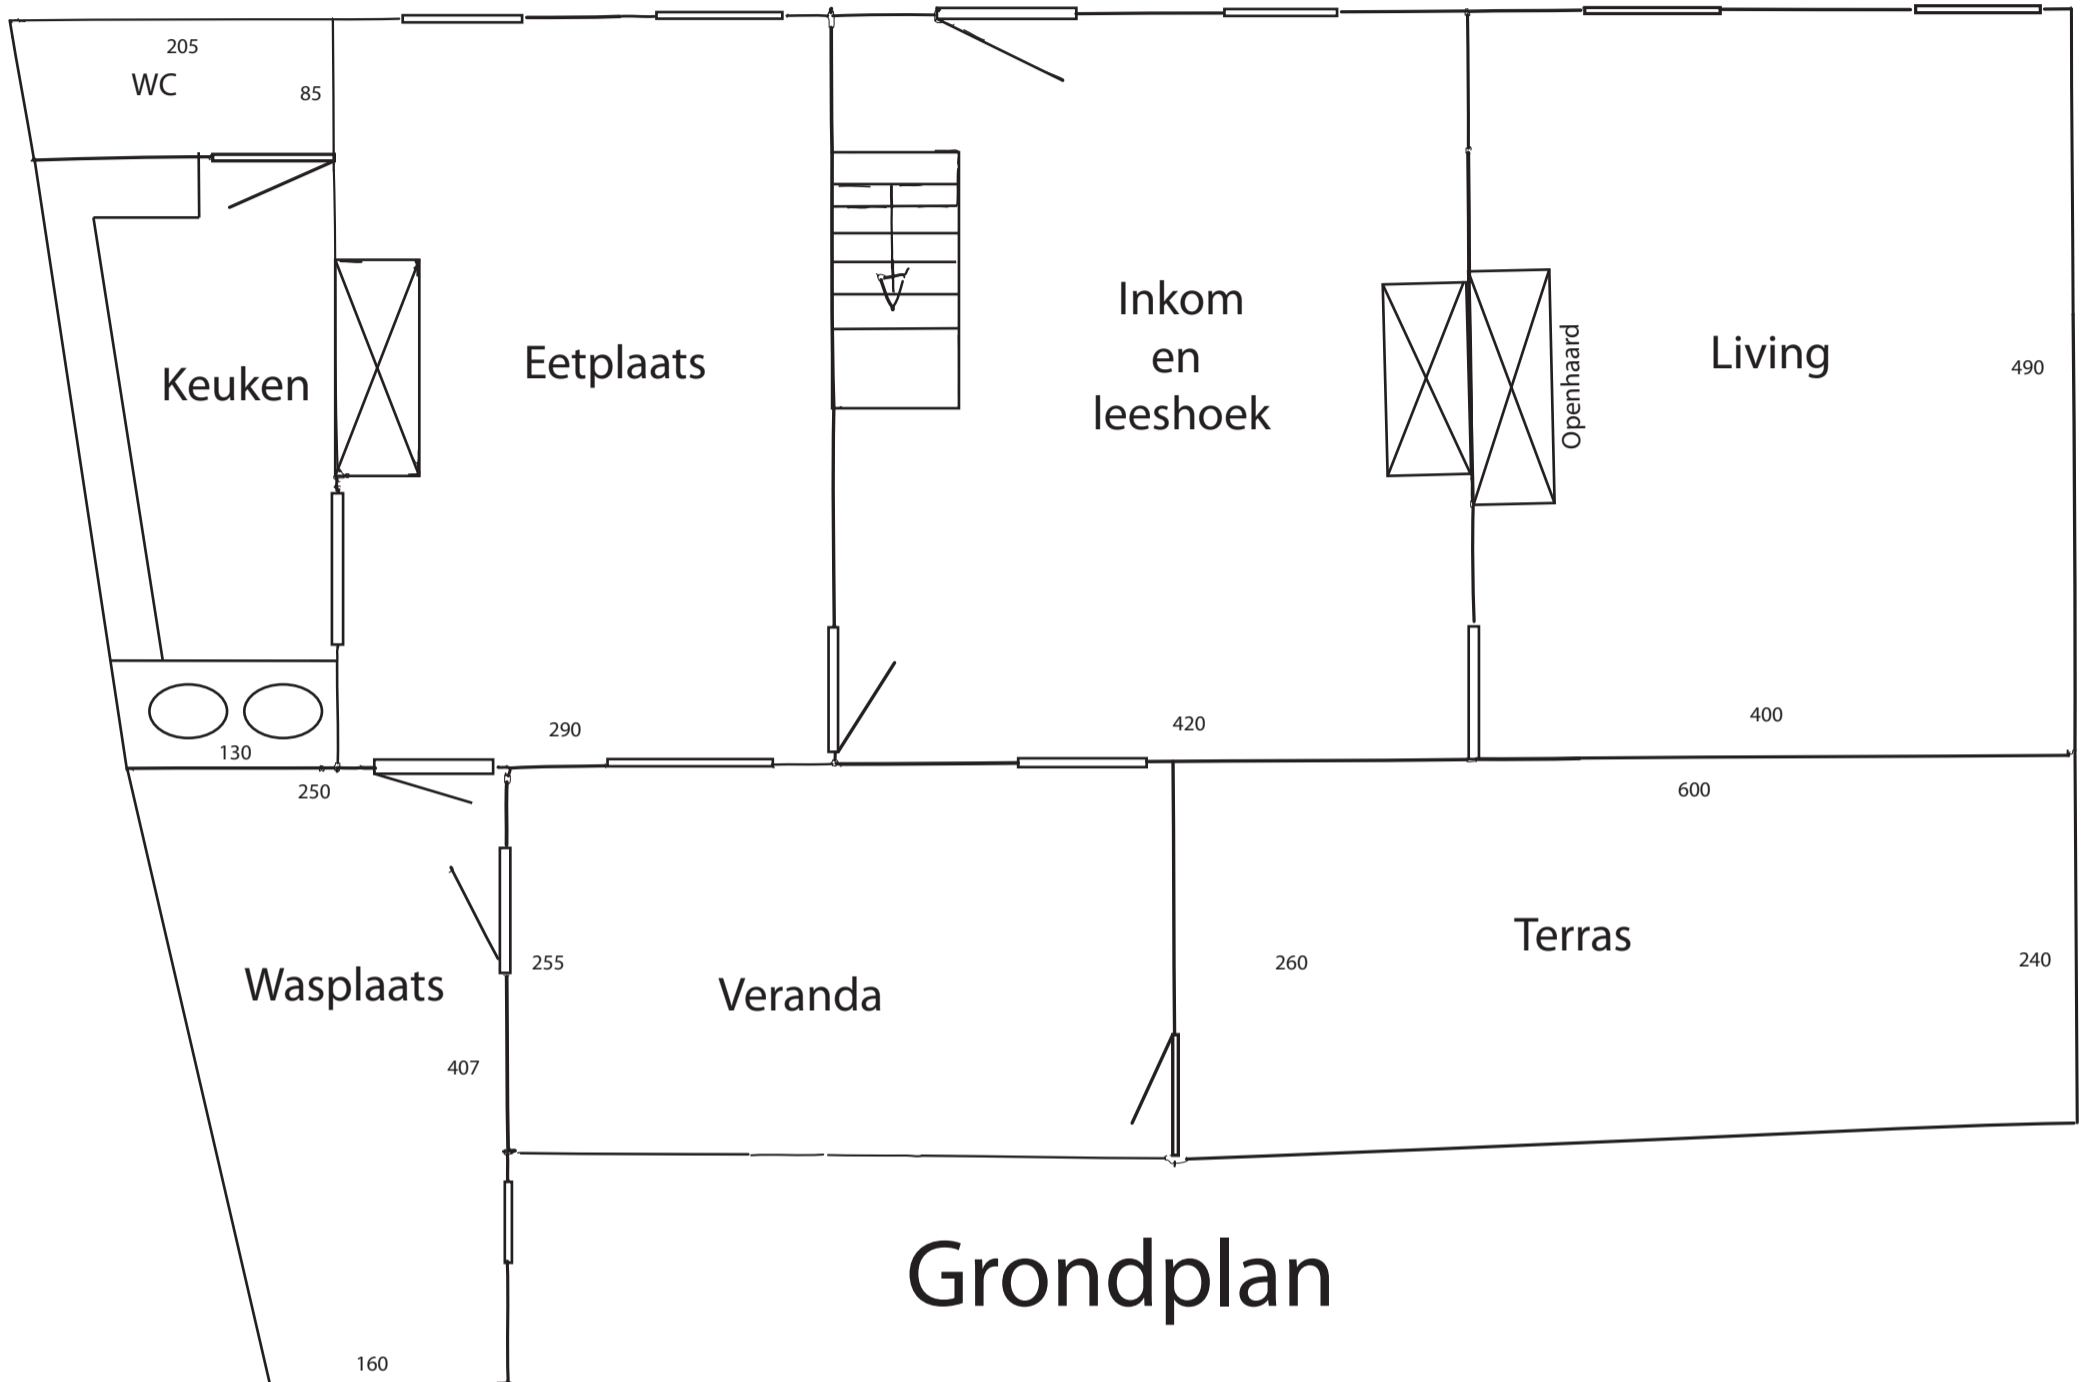 205
WC
85
Keuken
Eetplaats
Inkom
en
leeshoek
Openhaard
Living
490
130
290
420
400
250
600
Wasplaats
255
407
Veranda
260
Terras
240
Grondplan
160